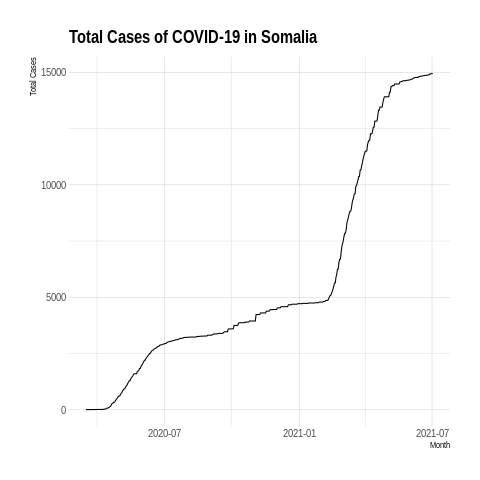 Total Cases of COVID-19 in Somalia
Total Cases
15000
10000
5000
0
2020-07
2021-01
2021-07
Month